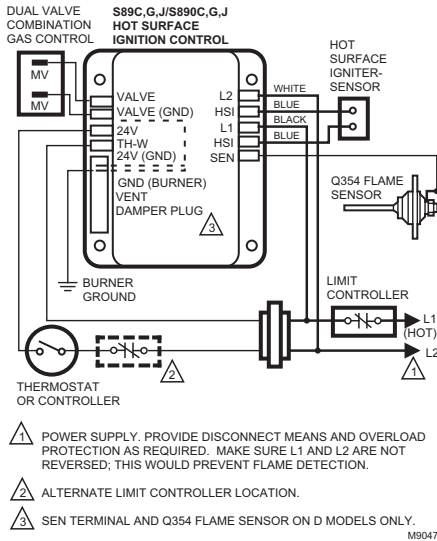 DUAL VALVE
COMBINATION
GAS CONTROL
S89C,G,J/S890C,G,J
HOT SURFACE
IGNITION CONTROL
HOT
SURFACE
IGNITER-
SENSOR
MV
MV
VALVE
VALVE (GND)
24V
TH-W
24V (GND)
GND (BURNER)
VENT
DAMPER PLUG
3
L2
HSI
L1
HSI
SEN
WHITE
BLUE
BLACK
BLUE
Q354 FLAME
SENSOR
BURNER
GROUND
LIMIT
CONTROLLER
L1
(HOT)
L2
1
2
THERMOSTAT
OR CONTROLLER
1 POWER SUPPLY. PROVIDE DISCONNECT MEANS AND OVERLOAD
PROTECTION AS REQUIRED. MAKE SURE L1 AND L2 ARE NOT
REVERSED; THIS WOULD PREVENT FLAME DETECTION.
2 ALTERNATE LIMIT CONTROLLER LOCATION.
3 SEN TERMINAL AND Q354 FLAME SENSOR ON D MODELS ONLY.
M9047